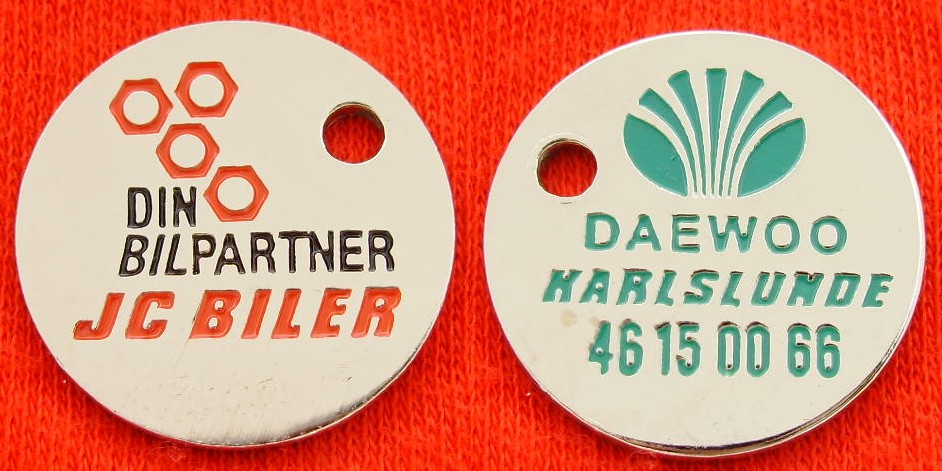 DIN
BILPARTNER
JC BILER
DAEWOO
KARLSLUNDE
46 15 00 66